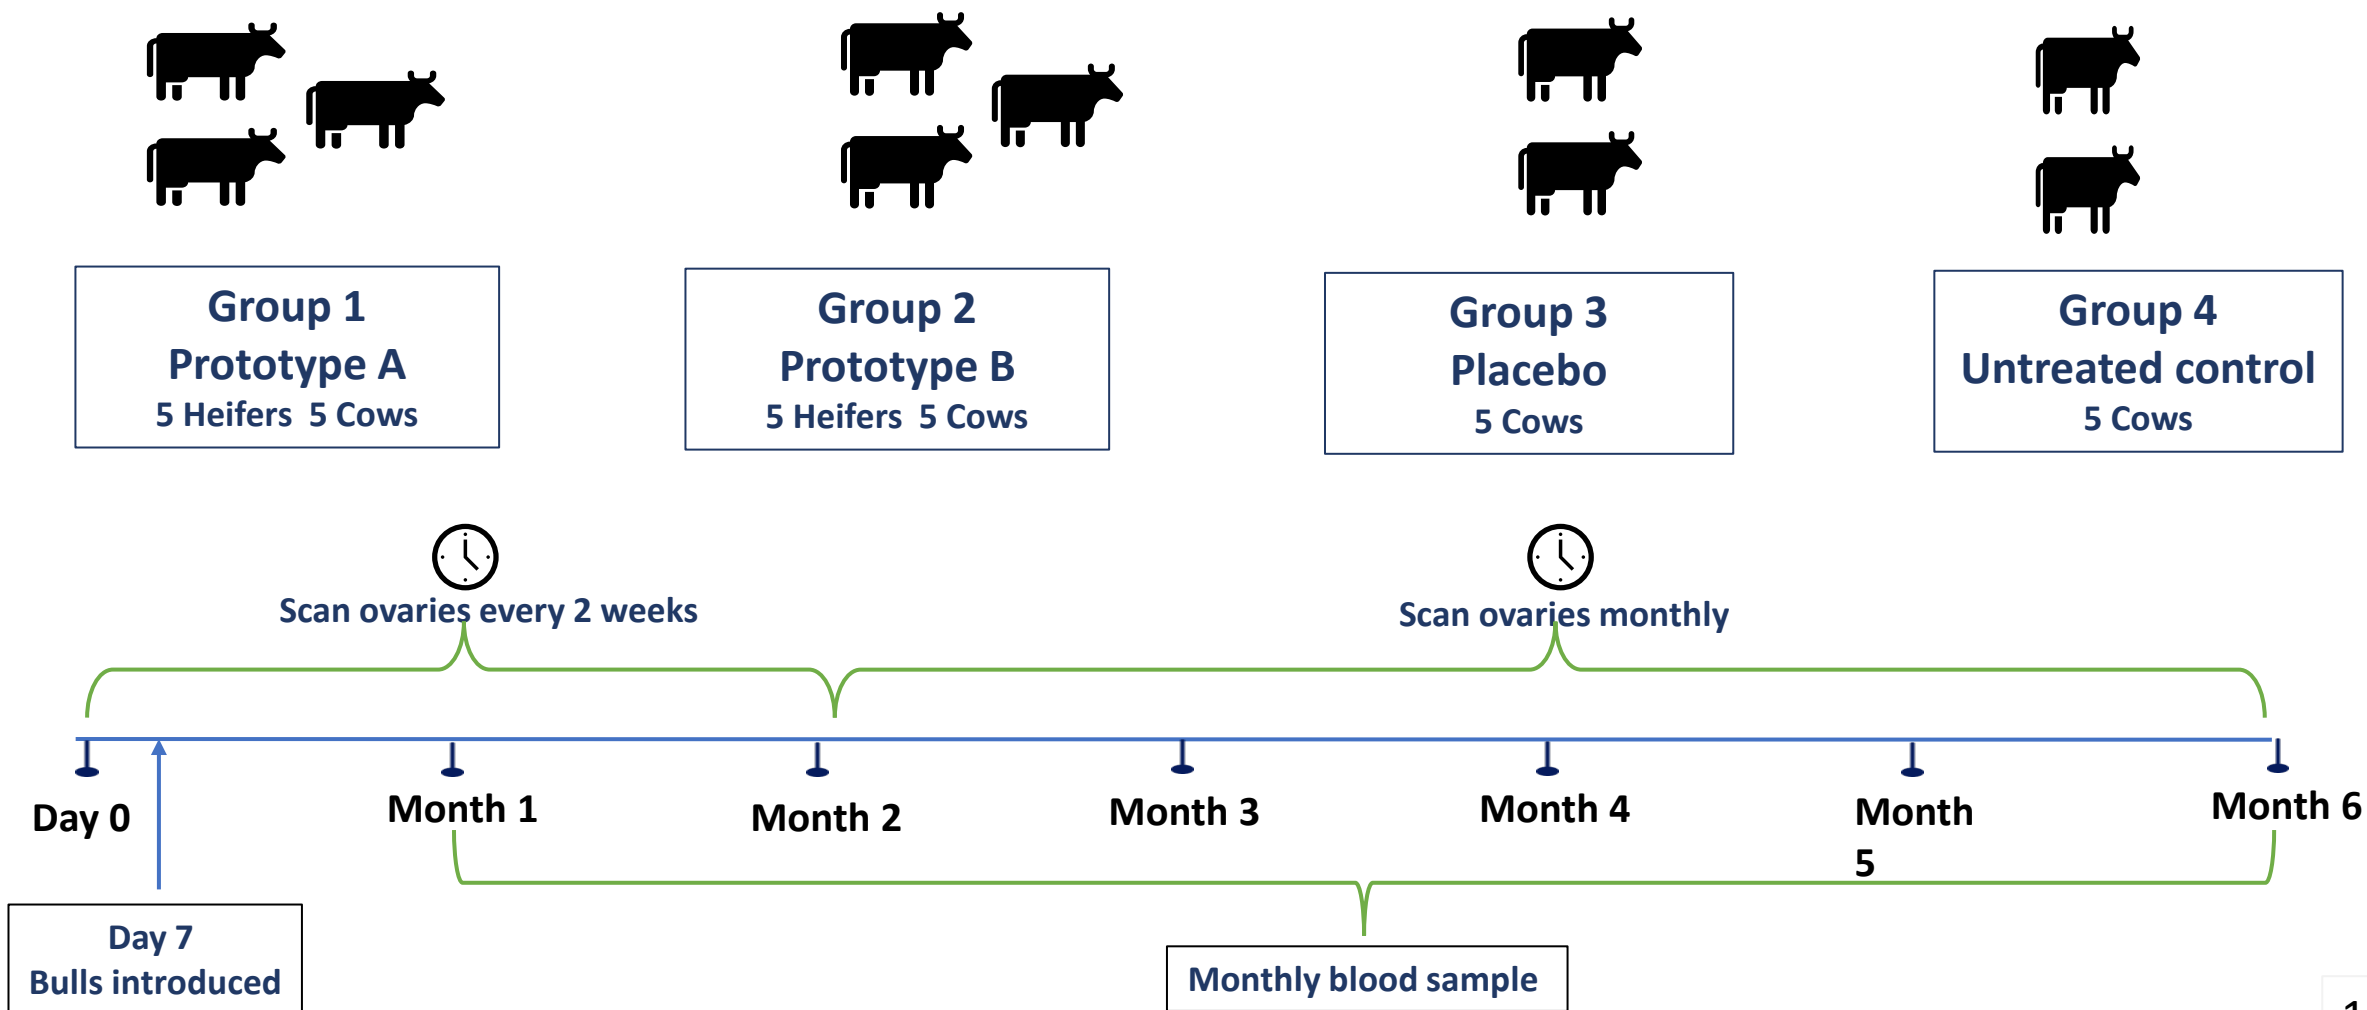 Group 1
Prototype A
5 Heifers 5 Cows
Group 2
Prototype B
5 Heifers 5 Cows
Group 3
Placebo
5 Cows
Group 4
Untreated control
5 Cows
Scan ovaries every 2 weeks
Scan ovaries monthly
Day 0
Month 1
Month 2
Month 3
Month 4
Month
5
Month 6
Day 7
Bulls introduced
Monthly blood sample